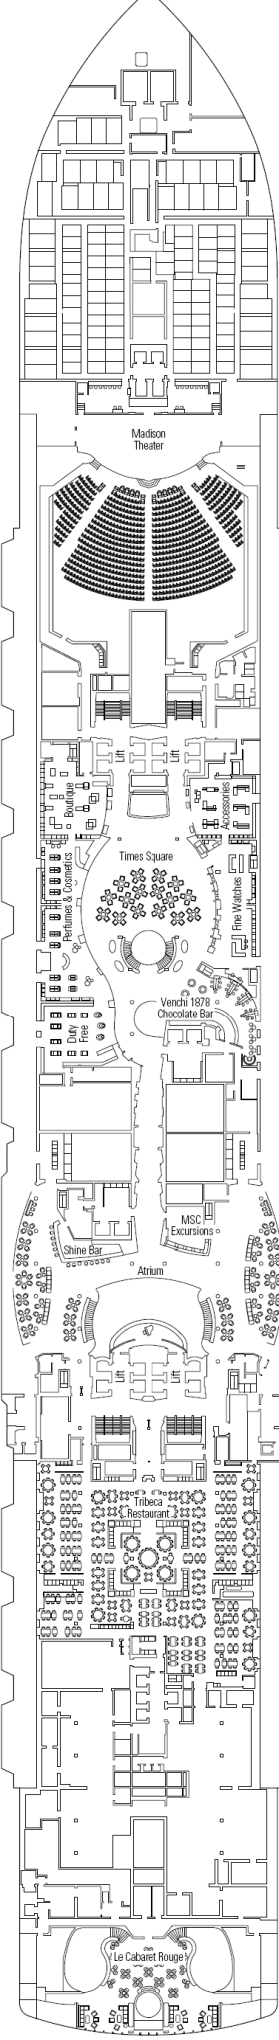 Madison
Theater
Lift
Lift
Boutique
Accessories
Times Square
Perfumes & Cosmetics
Fine Watches
Venchi 1878
Chocolate Bar
Duty
Free
MSC
Excursions
Shine Bar
Atrium
Lift
Lift
Tribeca
Restaurant
Le Cabaret Rouge